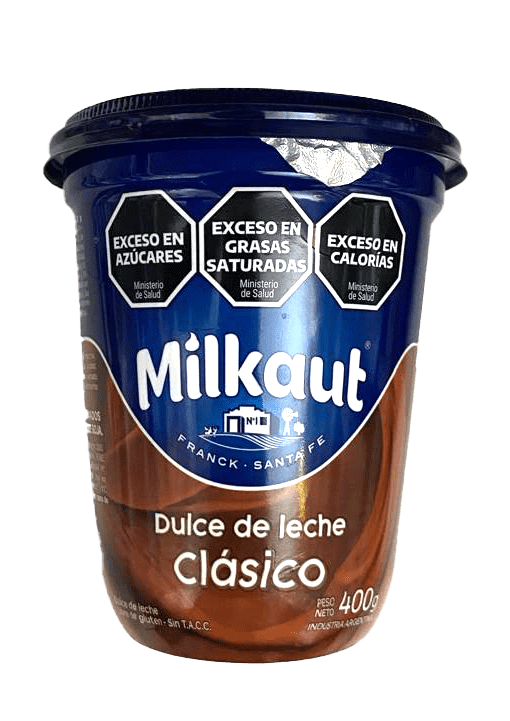 EXCESO EN
AZÚCARES
Ministerio
de Salud
EXCESO EN
GRASAS
SATURADAS
Ministerio
de Salud
EXCESO EN
CALORÍAS
Ministerio
de Salud
Milkaut®
Nº1
FRANCK · SANTA FE
Dulce de leche
Clásico
PESO
NETO
400g
INDUSTRIA
Dulce de leche
gluten - Sin T.A.C.C.